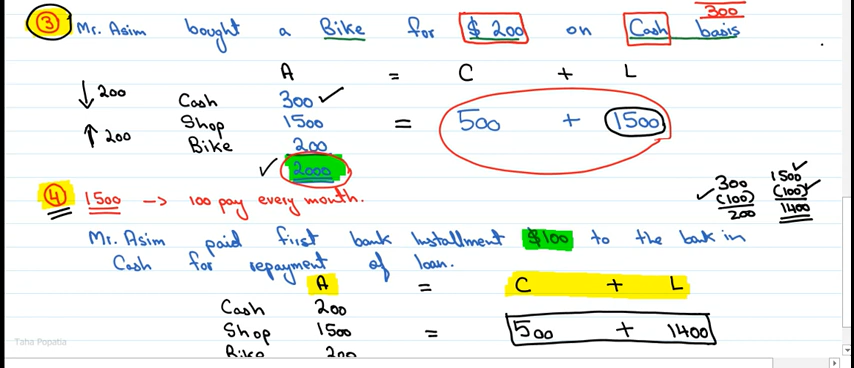 300
③ Mr. Asim bought a Bike for $ 200 on Cash basis
A = C + L
↓ 200 Cash 300 ✓
Shop 1500 = 500 + 1500
↑ 200 Bike 200
✓ 2000
④ 1500 → 100 pay every month.
✓ 300 1500 ✓
(100) (100) ✓
200 1400
Mr. Asim paid first bank Installment $100 to the bank in
Cash for repayment of loan.
A = C + L
Cash 200
Shop 1500 = 500 + 1400
Bike 200
Taha Popatia